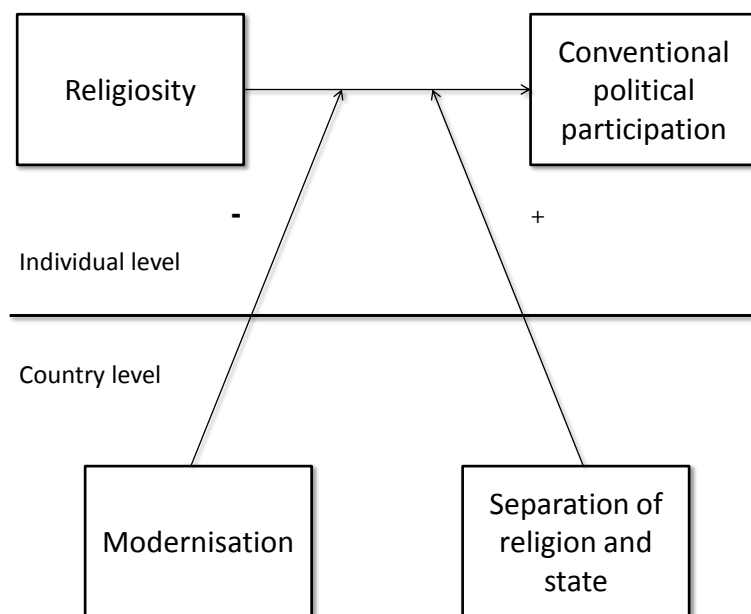 Religiosity
Conventional
political
participation
-
+
Individual level
Country level
Modernisation
Separation of
religion and
state